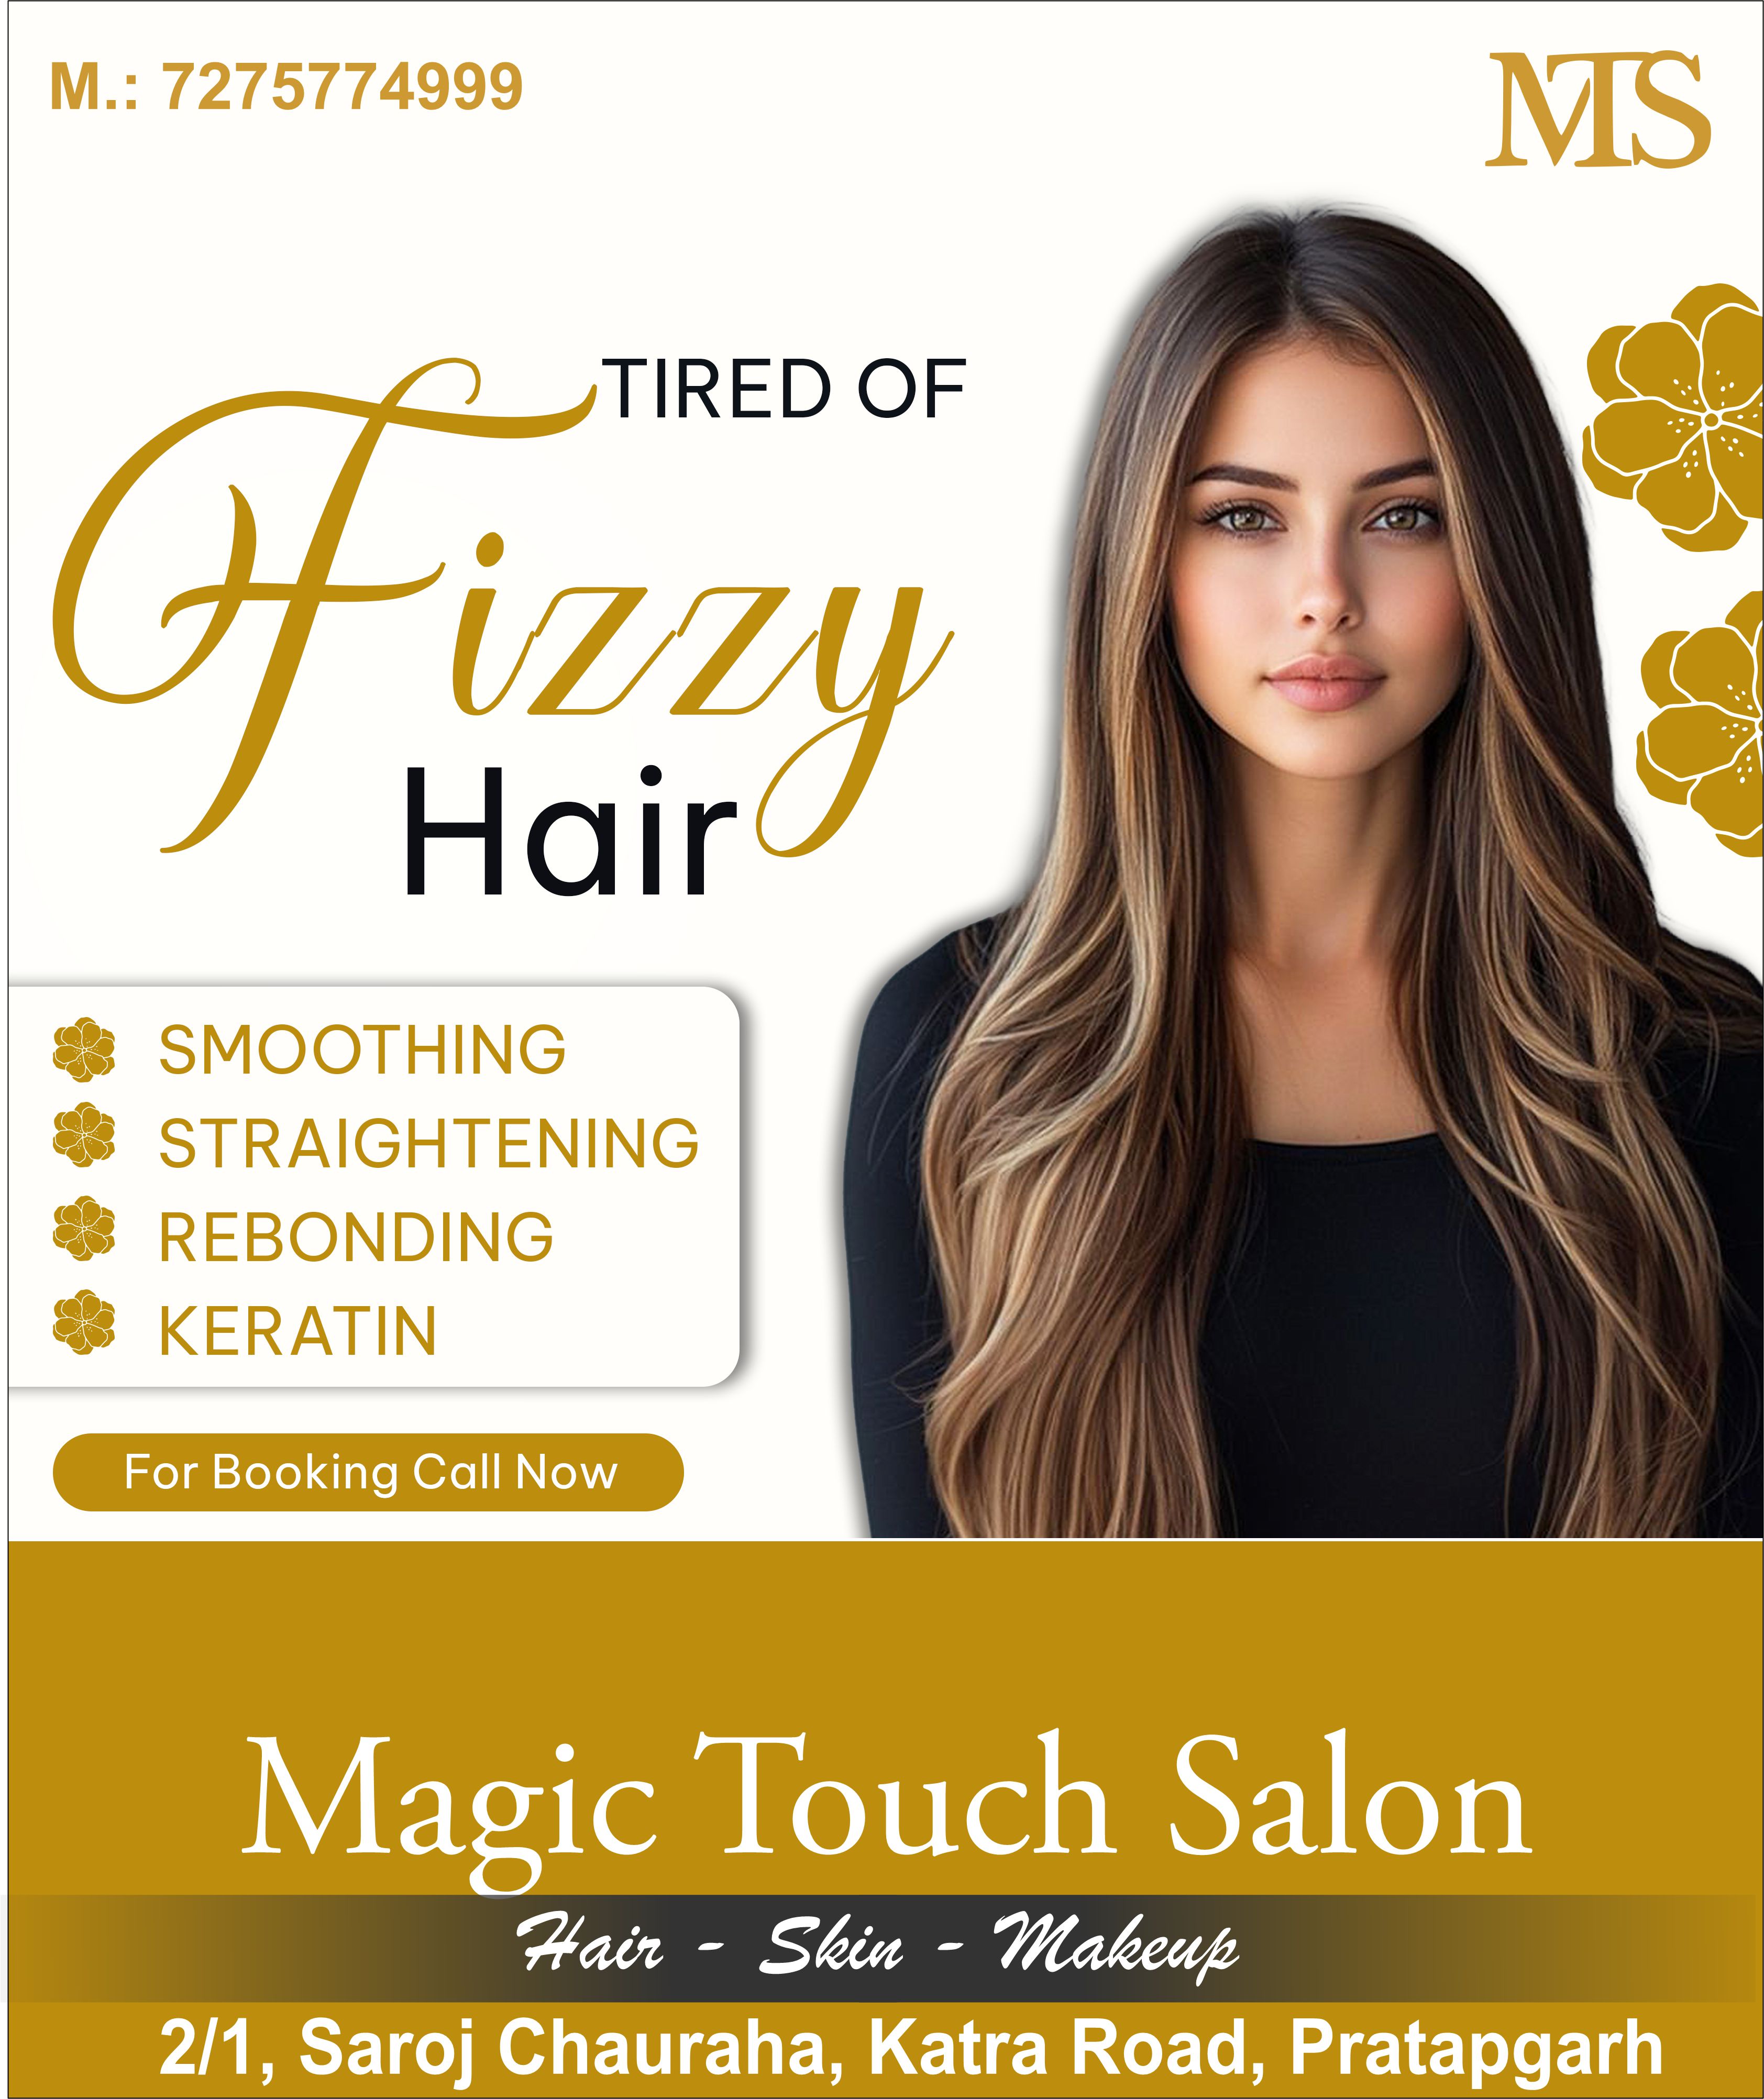 M.: 7275774999
MTS
TIRED OF
Fizzy
Hair
SMOOTHING
STRAIGHTENING
REBONDING
KERATIN
For Booking Call Now
Magic Touch Salon
Hair - Skin - Makeup
2/1, Saroj Chauraha, Katra Road, Pratapgarh